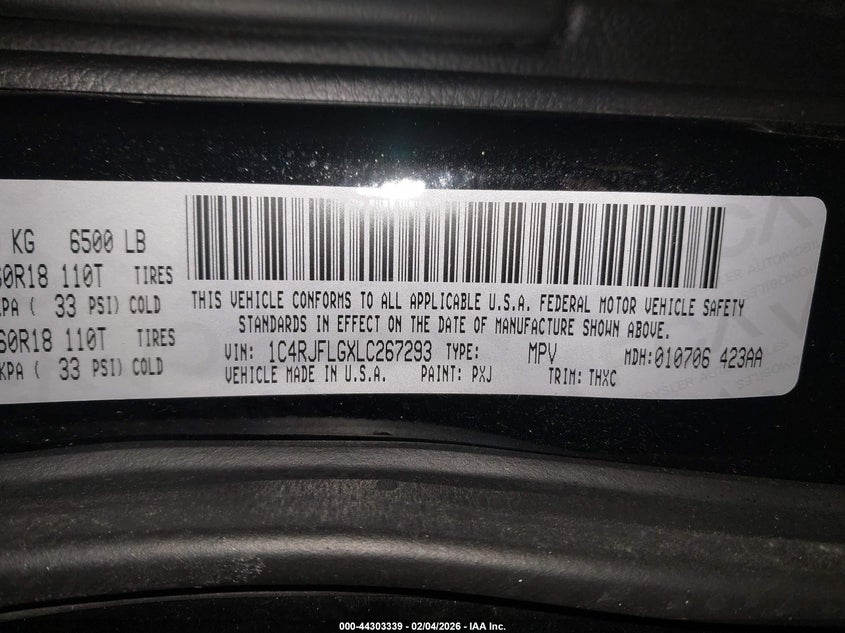 KG 6500 LB
60R18 110T TIRES
KPA ( 33 PSI) COLD
60R18 110T TIRES
KPA ( 33 PSI) COLD
THIS VEHICLE CONFORMS TO ALL APPLICABLE U.S.A. FEDERAL MOTOR VEHICLE SAFETY
STANDARDS IN EFFECT ON THE DATE OF MANUFACTURE SHOWN ABOVE.
VIN: 1C4RJFLGXLC267293 TYPE: MPV MDH:010706 423AA
VEHICLE MADE IN U.S.A. PAINT: PXJ TRIM: THXC
000-44303339 - 02/04/2026 - IAA Inc.